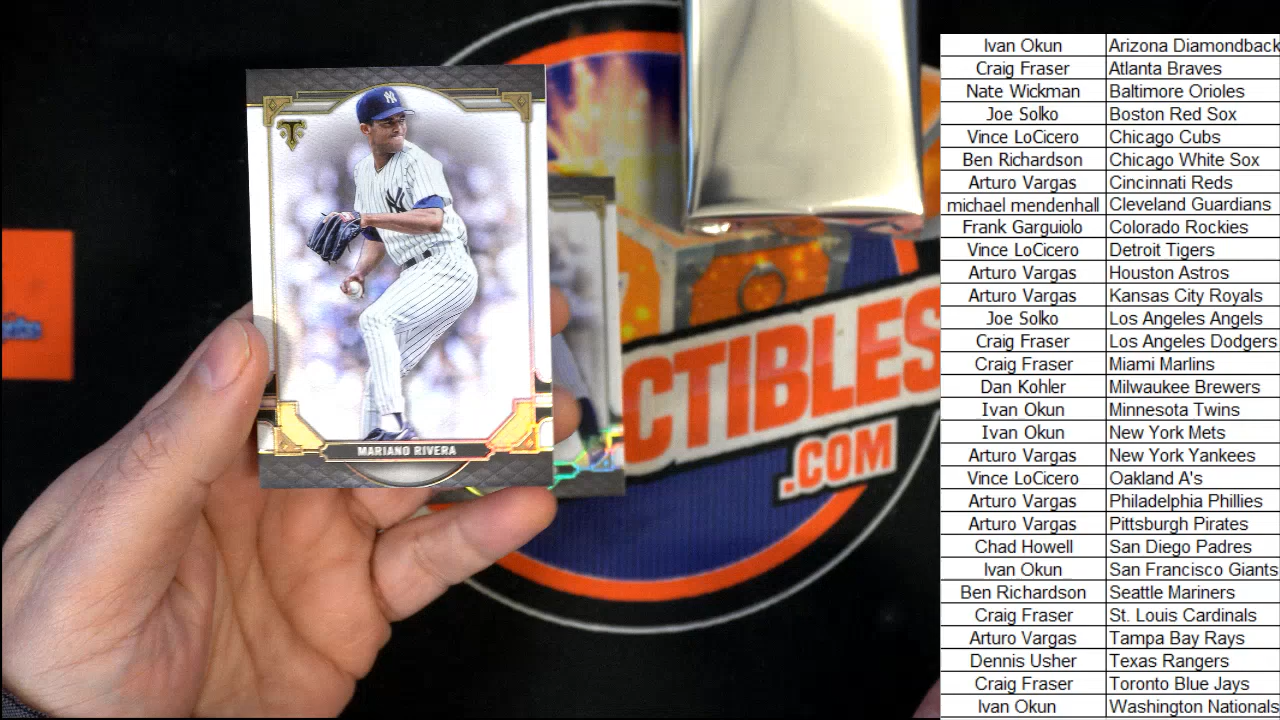 NY
T
NY
MARIANO RIVERA
CTIBLES
.COM
Ivan Okun Arizona Diamondback
Craig Fraser Atlanta Braves
Nate Wickman Baltimore Orioles
Joe Solko Boston Red Sox
Vince LoCicero Chicago Cubs
Ben Richardson Chicago White Sox
Arturo Vargas Cincinnati Reds
michael mendenhall Cleveland Guardians
Frank Garguiolo Colorado Rockies
Vince LoCicero Detroit Tigers
Arturo Vargas Houston Astros
Arturo Vargas Kansas City Royals
Joe Solko Los Angeles Angels
Craig Fraser Los Angeles Dodgers
Craig Fraser Miami Marlins
Dan Kohler Milwaukee Brewers
Ivan Okun Minnesota Twins
Ivan Okun New York Mets
Arturo Vargas New York Yankees
Vince LoCicero Oakland A's
Arturo Vargas Philadelphia Phillies
Arturo Vargas Pittsburgh Pirates
Chad Howell San Diego Padres
Ivan Okun San Francisco Giants
Ben Richardson Seattle Mariners
Craig Fraser St. Louis Cardinals
Arturo Vargas Tampa Bay Rays
Dennis Usher Texas Rangers
Craig Fraser Toronto Blue Jays
Ivan Okun Washington Nationals